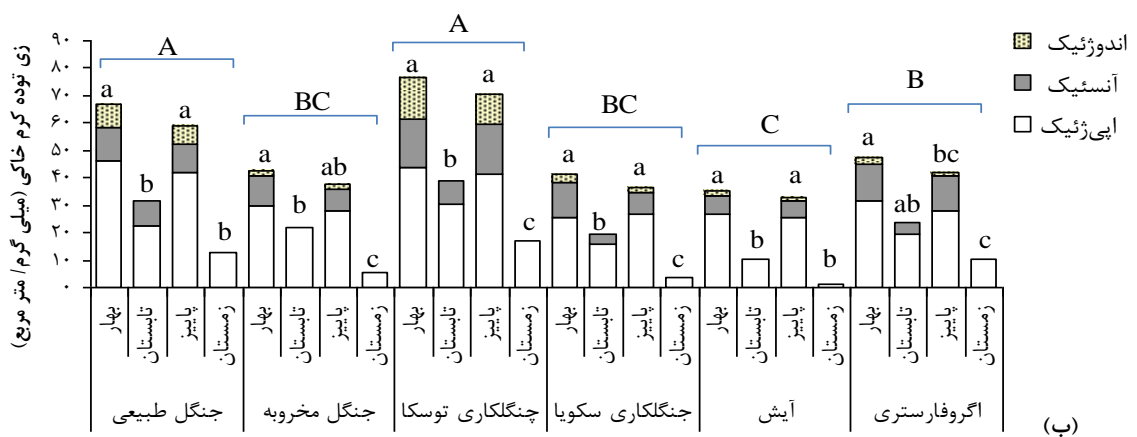 زی توده کرم خاکی (میلی گرم/ متر مربع)
۹۰
۸۰
۷۰
۶۰
۵۰
۴۰
۳۰
۲۰
۱۰
۰
A
a b a b
BC
a b ab c
A
a b a c
BC
a b a c
C
a b a b
B
a ab bc c
اندوژئیک
آنسئیک
اپی‌ژئیک
بهار تابستان پاییز زمستان
بهار تابستان پاییز زمستان
بهار تابستان پاییز زمستان
بهار تابستان پاییز زمستان
بهار تابستان پاییز زمستان
بهار تابستان پاییز زمستان
جنگل طبیعی
جنگل مخروبه
چنگلکاری توسکا
جنگلکاری سکویا
آیش
اگروفارستری
(ب)